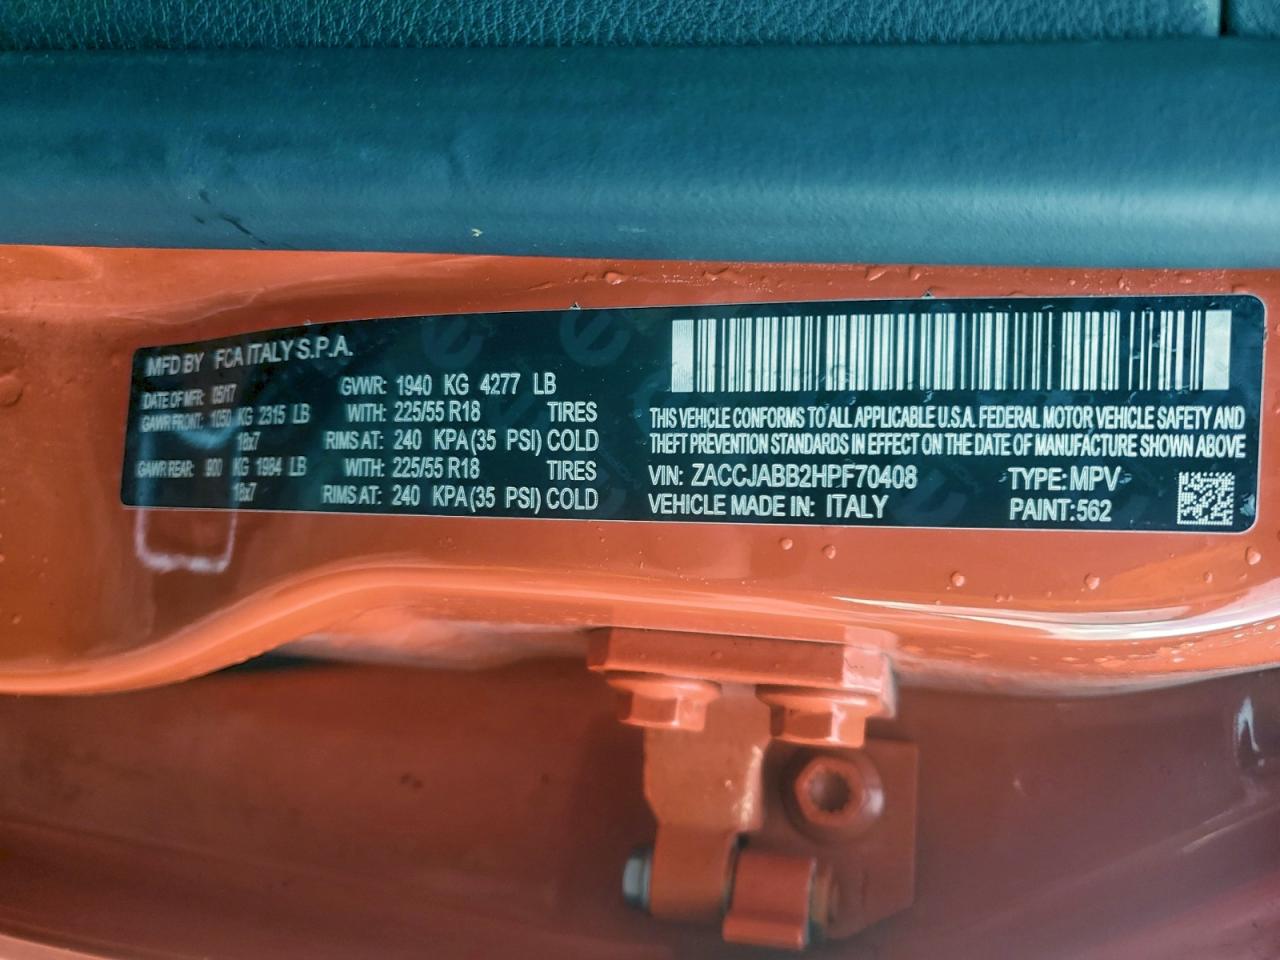 MFD BY FCA ITALY S.P.A.
DATE OF MFR: 05/17 GVWR: 1940 KG 4277 LB
GAWR FRONT: 1050 KG 2315 LB WITH: 225/55 R18 TIRES
18x7 RIMS AT: 240 KPA (35 PSI) COLD
GAWR REAR: 900 KG 1984 LB WITH: 225/55 R18 TIRES
18x7 RIMS AT: 240 KPA (35 PSI) COLD
THIS VEHICLE CONFORMS TO ALL APPLICABLE U.S.A. FEDERAL MOTOR VEHICLE SAFETY AND
THEFT PREVENTION STANDARDS IN EFFECT ON THE DATE OF MANUFACTURE SHOWN ABOVE
VIN: ZACCJABB2HPF70408 TYPE: MPV
VEHICLE MADE IN: ITALY PAINT:562